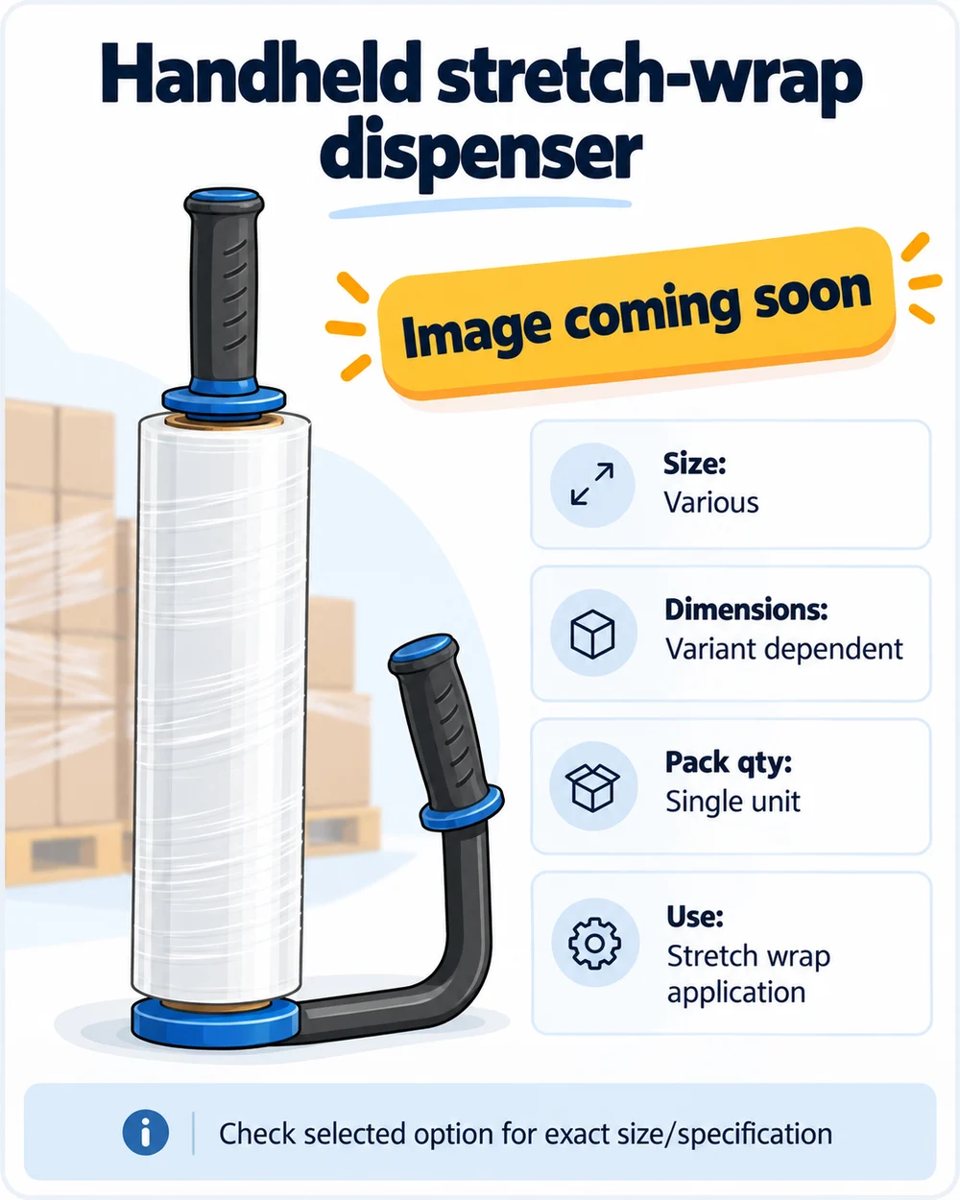 Handheld stretch-wrap
dispenser
Image coming soon
Size:
Various
Dimensions:
Variant dependent
Pack qty:
Single unit
Use:
Stretch wrap
application
Check selected option for exact size/specification